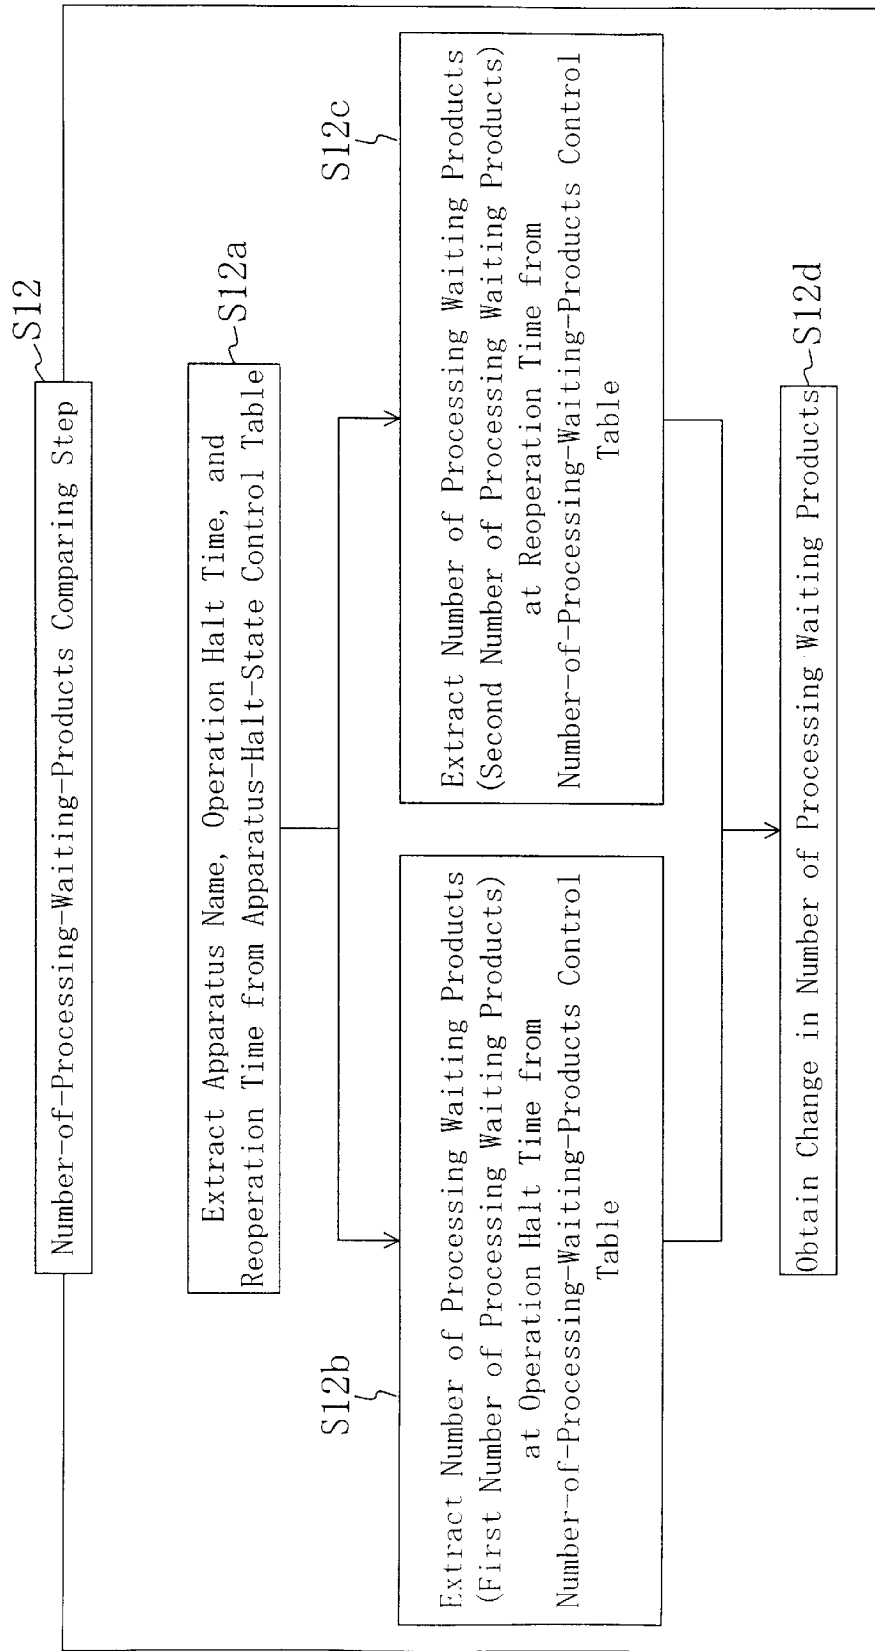 S12
Number-of-Processing-Waiting-Products Comparing Step
S12a
Extract Apparatus Name, Operation Halt Time, and
Reoperation Time from Apparatus-Halt-State Control Table
S12b
Extract Number of Processing Waiting Products
(First Number of Processing Waiting Products)
at Operation Halt Time from
Number-of-Processing-Waiting-Products Control
Table
S12c
Extract Number of Processing Waiting Products
(Second Number of Processing Waiting Products)
at Reoperation Time from
Number-of-Processing-Waiting-Products Control
Table
Obtain Change in Number of Processing Waiting Products
S12d